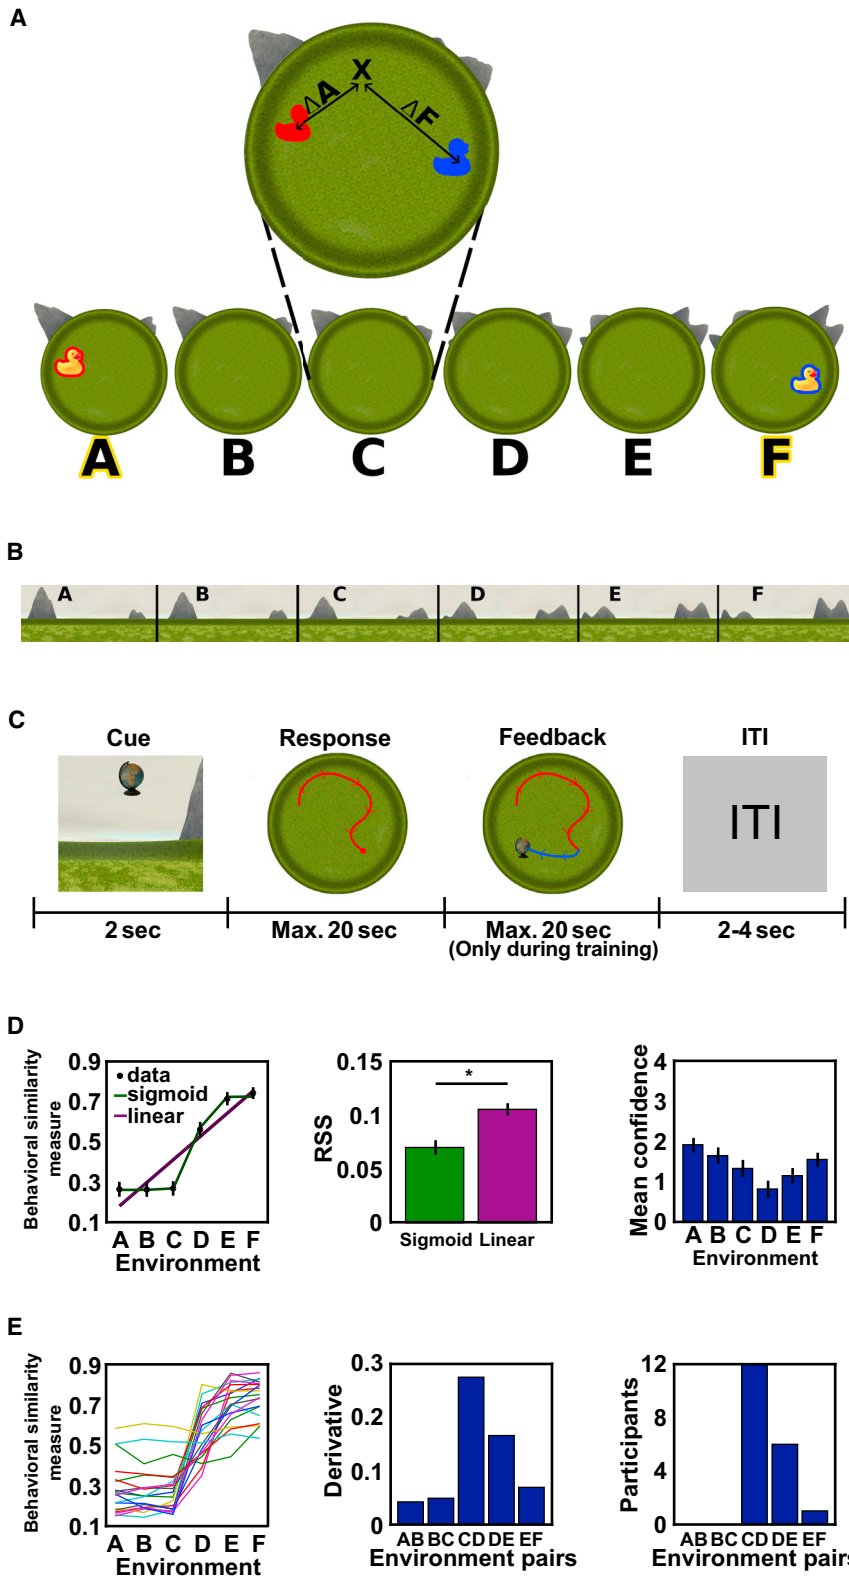 A
X
ΔA
ΔF
A B C D E F
B
A B C D E F
C
Cue Response Feedback ITI
ITI
2 sec Max. 20 sec Max. 20 sec 2-4 sec
(Only during training)
D
Behavioral similarity
measure
0.9
0.7
0.5
0.3
0.1
data
sigmoid
linear
A B C D E F
Environment
RSS
0.15
0.1
0.05
0
*
Sigmoid Linear
Mean confidence
4
3
2
1
0
A B C D E F
Environment
E
Behavioral similarity
measure
0.9
0.7
0.5
0.3
0.1
A B C D E F
Environment
Derivative
0.3
0.2
0.1
0
AB BC CD DE EF
Environment pairs
Participants
12
8
4
0
AB BC CD DE EF
Environment pairs